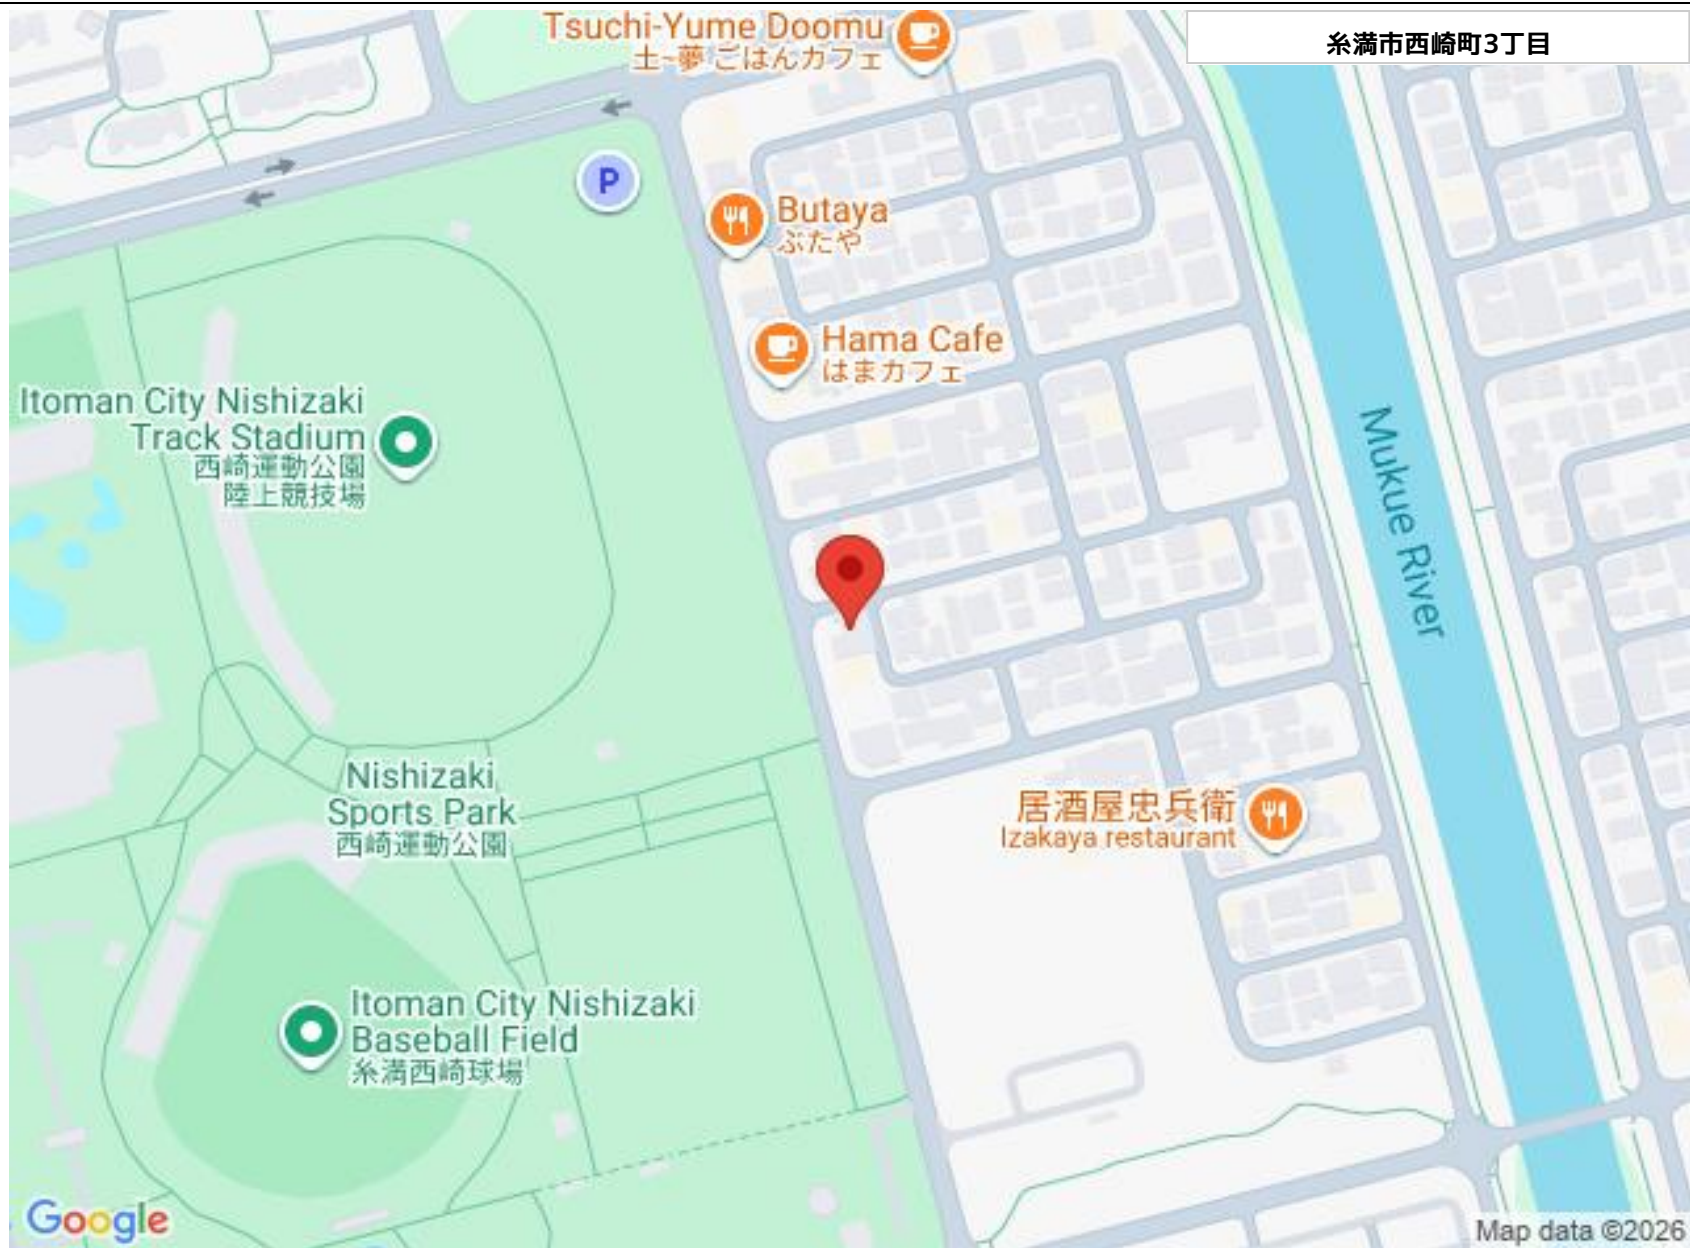 Tsuchi-Yume Doomu
土~夢 ごはんカフェ
糸満市西崎町3丁目
P
Butaya
ぶたや
Hama Cafe
はまカフェ
Itoman City Nishizaki
Track Stadium
西崎運動公園
陸上競技場
Mukue River
Nishizaki
Sports Park
西崎運動公園
居酒屋忠兵衛
Izakaya restaurant
Itoman City Nishizaki
Baseball Field
糸満西崎球場
Google
Map data ©2026